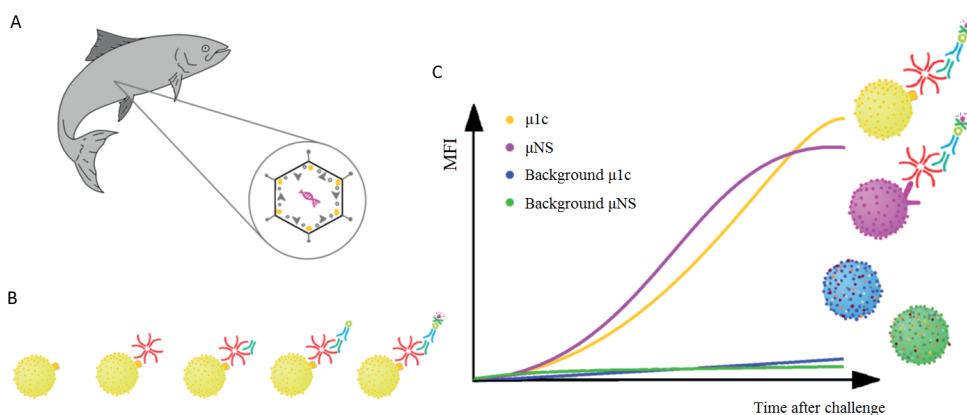 A
B
C
MFI
μ1c
μNS
Background μ1c
Background μNS
Time after challenge